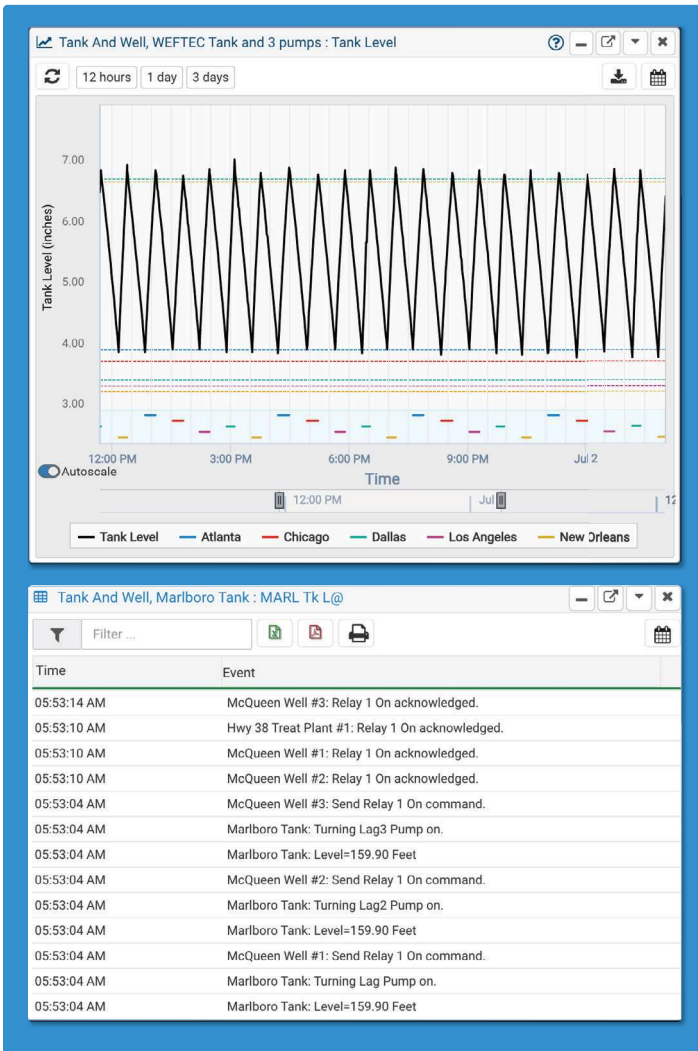 Tank And Well, WEFTEC Tank and 3 pumps : Tank Level
12 hours 1 day 3 days
Tank Level (inches)
7.00
6.00
5.00
4.00
3.00
12:00 PM 3:00 PM 6:00 PM 9:00 PM Jul 2
Autoscale
Time
12:00 PM Jul 12
Tank Level Atlanta Chicago Dallas Los Angeles New Orleans
Tank And Well, Marlboro Tank : MARL Tk L@
Filter ...
Time Event
05:53:14 AM McQueen Well #3: Relay 1 On acknowledged.
05:53:10 AM Hwy 38 Treat Plant #1: Relay 1 On acknowledged.
05:53:10 AM McQueen Well #1: Relay 1 On acknowledged.
05:53:10 AM McQueen Well #2: Relay 1 On acknowledged.
05:53:04 AM McQueen Well #3: Send Relay 1 On command.
05:53:04 AM Marlboro Tank: Turning Lag3 Pump on.
05:53:04 AM Marlboro Tank: Level=159.90 Feet
05:53:04 AM McQueen Well #2: Send Relay 1 On command.
05:53:04 AM Marlboro Tank: Turning Lag2 Pump on.
05:53:04 AM Marlboro Tank: Level=159.90 Feet
05:53:04 AM McQueen Well #1: Send Relay 1 On command.
05:53:04 AM Marlboro Tank: Turning Lag Pump on.
05:53:04 AM Marlboro Tank: Level=159.90 Feet